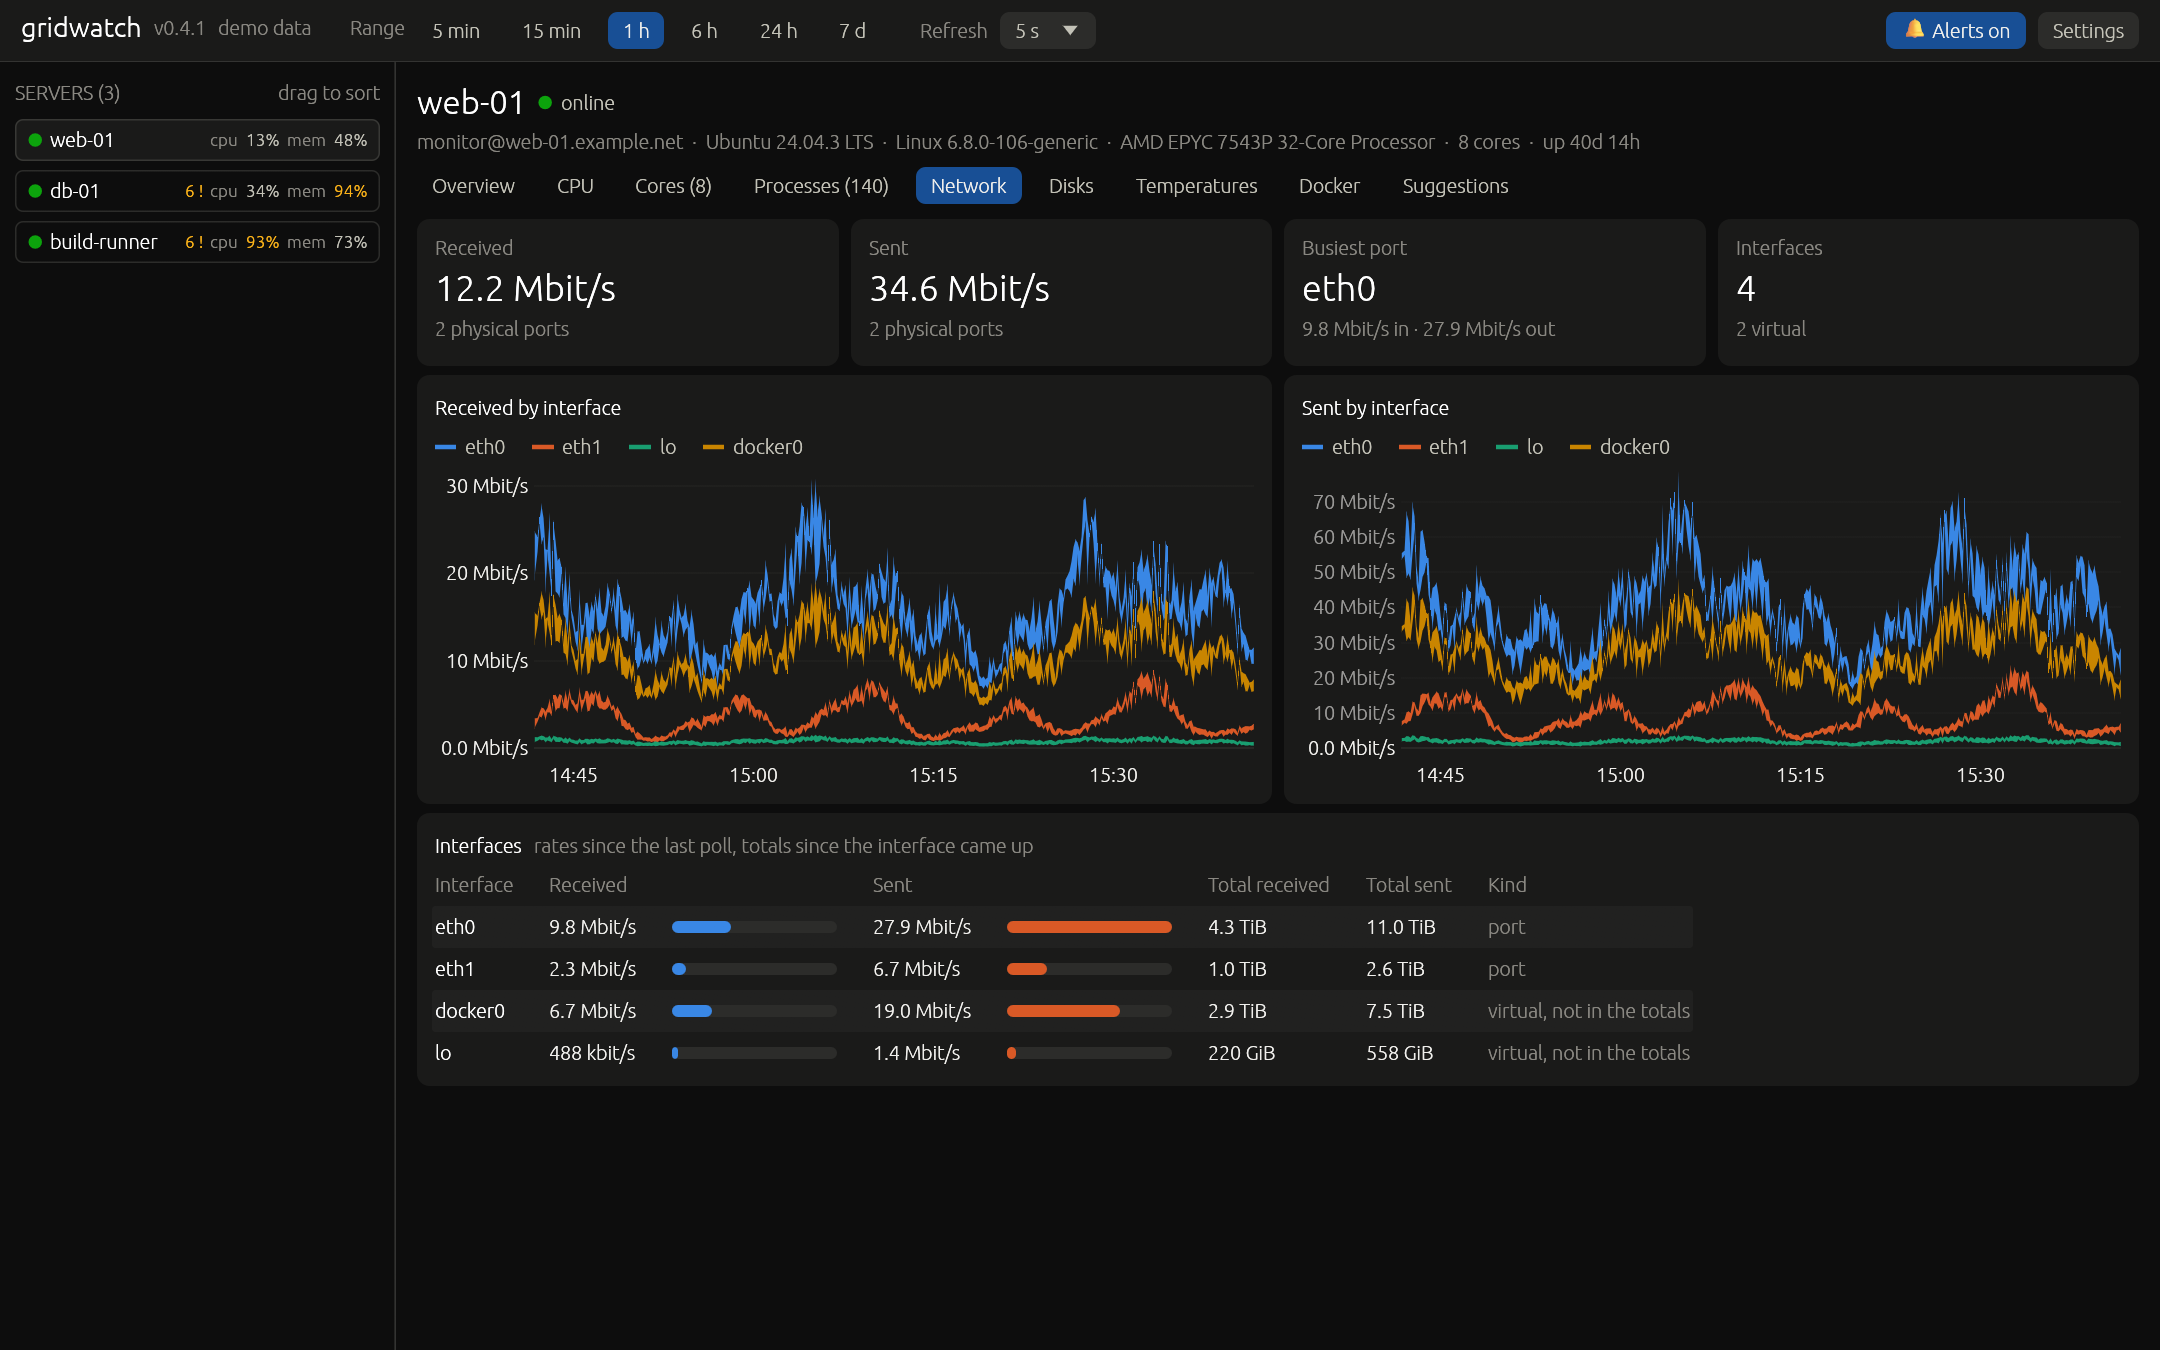 gridwatch v0.4.1 demo data Range 5 min 15 min 1 h 6 h 24 h 7 d Refresh 5 s Alerts on Settings
SERVERS (3) drag to sort
web-01 cpu 13% mem 48%
db-01 6 ! cpu 34% mem 94%
build-runner 6 ! cpu 93% mem 73%
web-01 online
monitor@web-01.example.net · Ubuntu 24.04.3 LTS · Linux 6.8.0-106-generic · AMD EPYC 7543P 32-Core Processor · 8 cores · up 40d 14h
Overview CPU Cores (8) Processes (140) Network Disks Temperatures Docker Suggestions
Received
12.2 Mbit/s
2 physical ports
Sent
34.6 Mbit/s
2 physical ports
Busiest port
eth0
9.8 Mbit/s in · 27.9 Mbit/s out
Interfaces
4
2 virtual
Received by interface
eth0 eth1 lo docker0
30 Mbit/s
20 Mbit/s
10 Mbit/s
0.0 Mbit/s
14:45 15:00 15:15 15:30
Sent by interface
eth0 eth1 lo docker0
70 Mbit/s
60 Mbit/s
50 Mbit/s
40 Mbit/s
30 Mbit/s
20 Mbit/s
10 Mbit/s
0.0 Mbit/s
14:45 15:00 15:15 15:30
Interfaces rates since the last poll, totals since the interface came up
Interface Received Sent Total received Total sent Kind
eth0 9.8 Mbit/s 27.9 Mbit/s 4.3 TiB 11.0 TiB port
eth1 2.3 Mbit/s 6.7 Mbit/s 1.0 TiB 2.6 TiB port
docker0 6.7 Mbit/s 19.0 Mbit/s 2.9 TiB 7.5 TiB virtual, not in the totals
lo 488 kbit/s 1.4 Mbit/s 220 GiB 558 GiB virtual, not in the totals